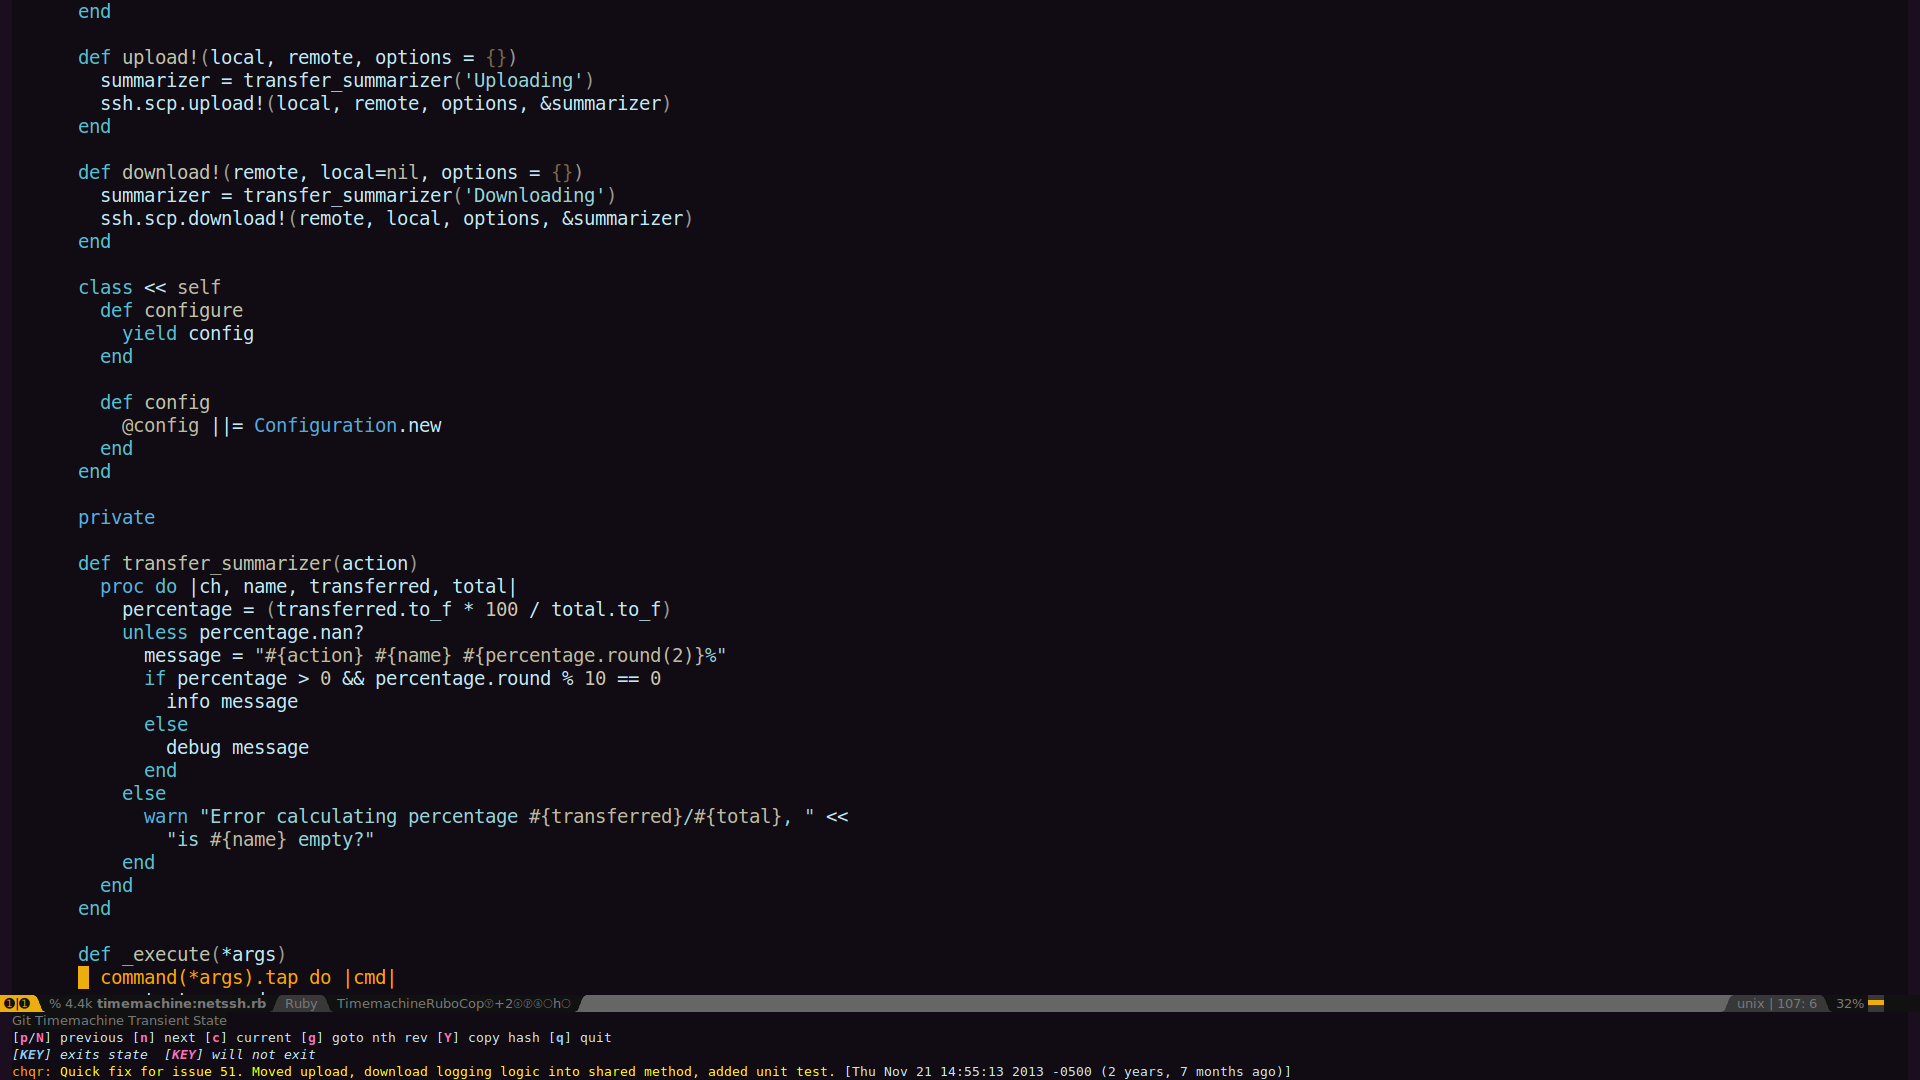 end
def upload!(local, remote, options = {})
summarizer = transfer_summarizer('Uploading')
ssh.scp.upload!(local, remote, options, &summarizer)
end
def download!(remote, local=nil, options = {})
summarizer = transfer_summarizer('Downloading')
ssh.scp.download!(remote, local, options, &summarizer)
end
class << self
def configure
yield config
end
def config
@config ||= Configuration.new
end
end
private
def transfer_summarizer(action)
proc do |ch, name, transferred, total|
percentage = (transferred.to_f * 100 / total.to_f)
unless percentage.nan?
message = "#{action} #{name} #{percentage.round(2)}%"
if percentage > 0 && percentage.round % 10 == 0
info message
else
debug message
end
else
warn "Error calculating percentage #{transferred}/#{total}, " <<
"is #{name} empty?"
end
end
end
def _execute(*args)
command(*args).tap do |cmd|
❶|❶ % 4.4k timemachine:netssh.rb Ruby TimemachineRuboCop unix | 107: 6 32%
Git Timemachine Transient State
[p/N] previous [n] next [c] current [g] goto nth rev [Y] copy hash [q] quit
[KEY] exits state [KEY] will not exit
chqr: Quick fix for issue 51. Moved upload, download logging logic into shared method, added unit test. [Thu Nov 21 14:55:13 2013 -0500 (2 years, 7 months ago)]